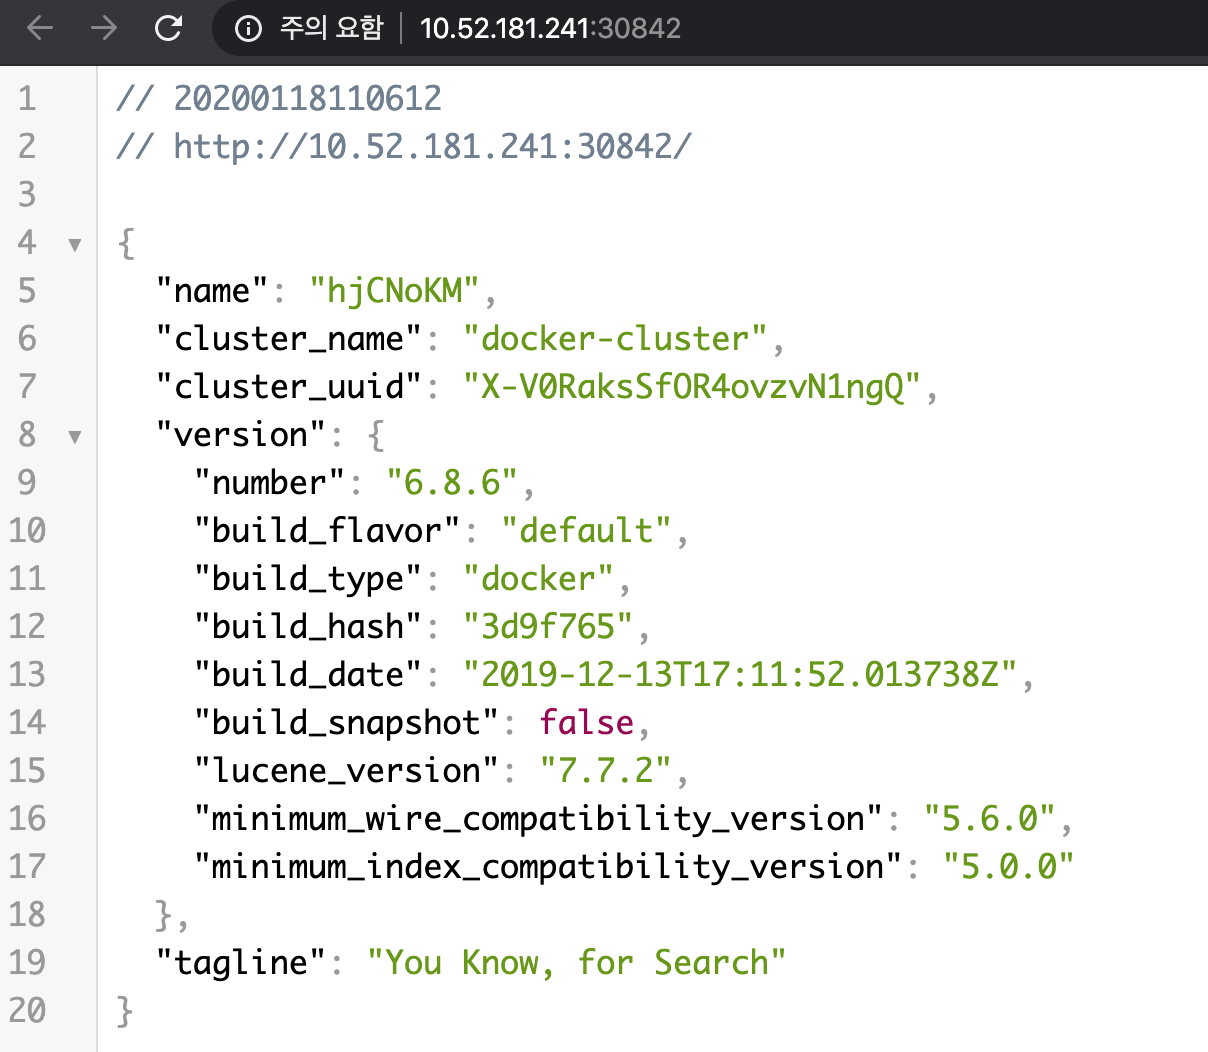 주의 요함 | 10.52.181.241:30842
1 // 20200118110612
2 // http://10.52.181.241:30842/
3
4 ▼ {
5 "name": "hjCNoKM",
6 "cluster_name": "docker-cluster",
7 "cluster_uuid": "X-V0RaksSfOR4ovzvN1ngQ",
8 ▼ "version": {
9 "number": "6.8.6",
10 "build_flavor": "default",
11 "build_type": "docker",
12 "build_hash": "3d9f765",
13 "build_date": "2019-12-13T17:11:52.013738Z",
14 "build_snapshot": false,
15 "lucene_version": "7.7.2",
16 "minimum_wire_compatibility_version": "5.6.0",
17 "minimum_index_compatibility_version": "5.0.0"
18 },
19 "tagline": "You Know, for Search"
20 }